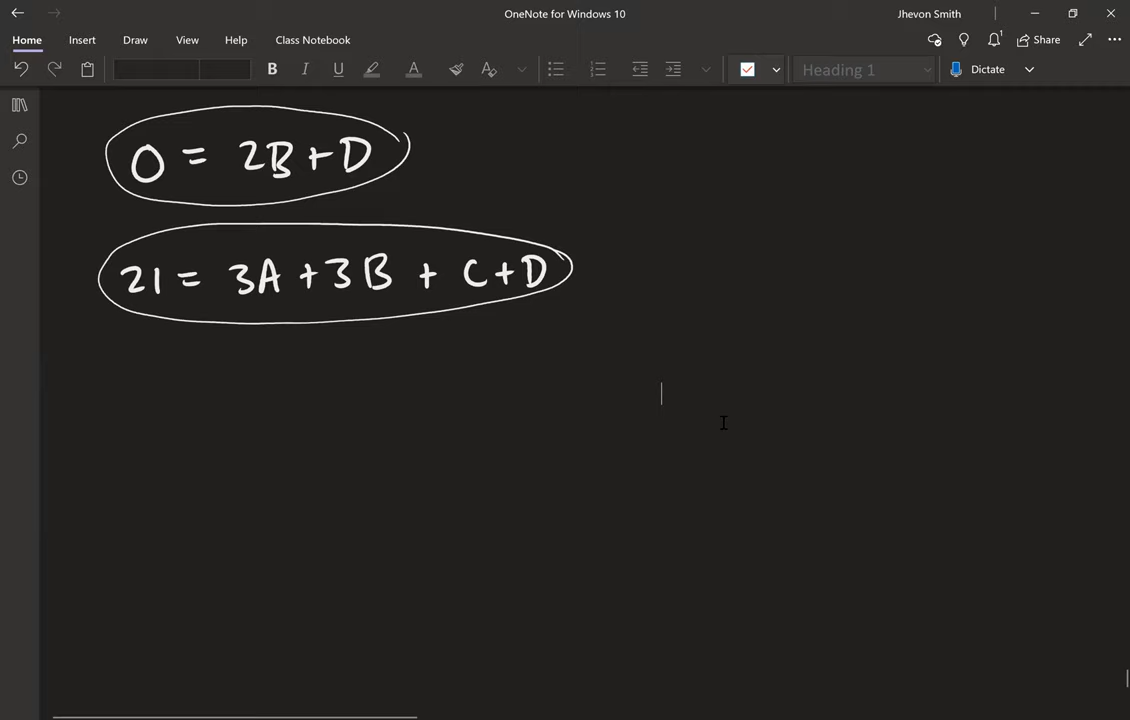 OneNote for Windows 10
Jhevon Smith
Home Insert Draw View Help Class Notebook
1 Share
B I U A A Heading 1 Dictate
0 = 2B+D
21 = 3A +3B + C+D